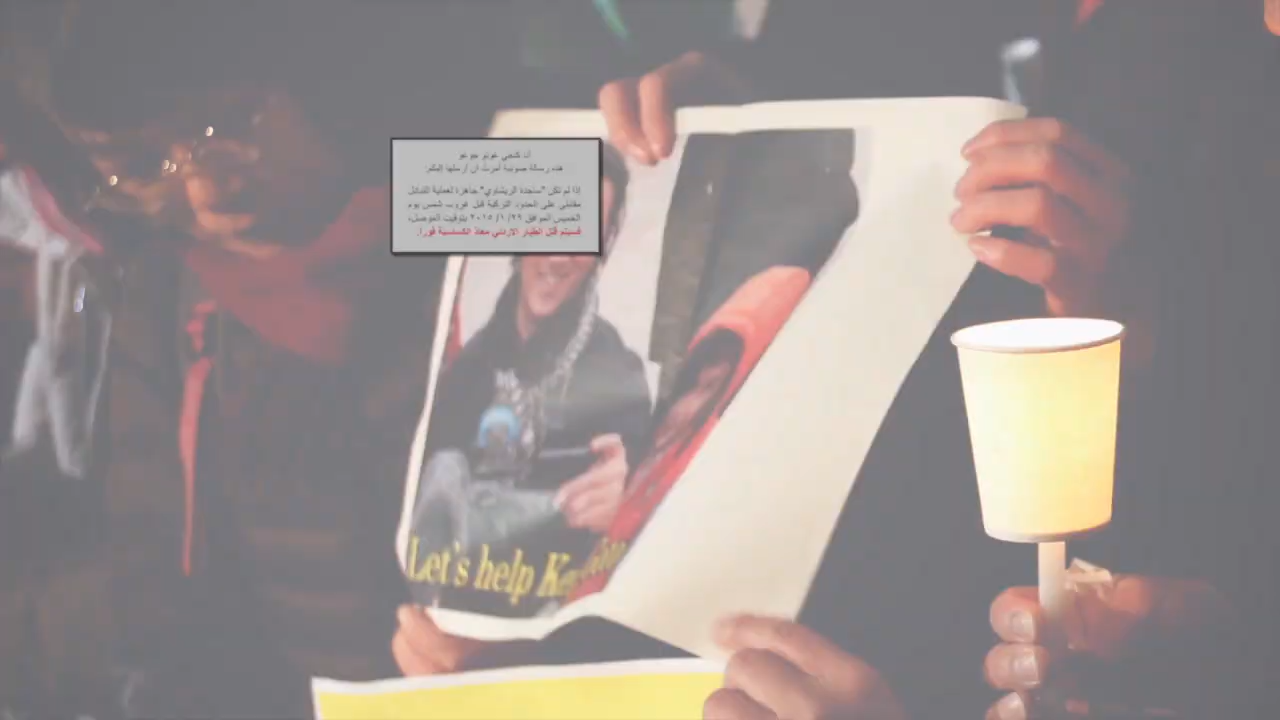 أنا كنجي غوتو جوغو
هذه رسالة صوتية أُمرتُ أن أرسلها إليكم:
إذا لم تكن "ساجدة الريشاوي" جاهزة لعملية التبادل
مقابلي على الحدود التركية قبل غروب شمس يوم
الخميس الموافق ٢٩/ ١/ ٢٠١٥ بتوقيت الموصل،
فسيتم قتل الطيار الأردني معاذ الكساسبة فوراً.
Let's help